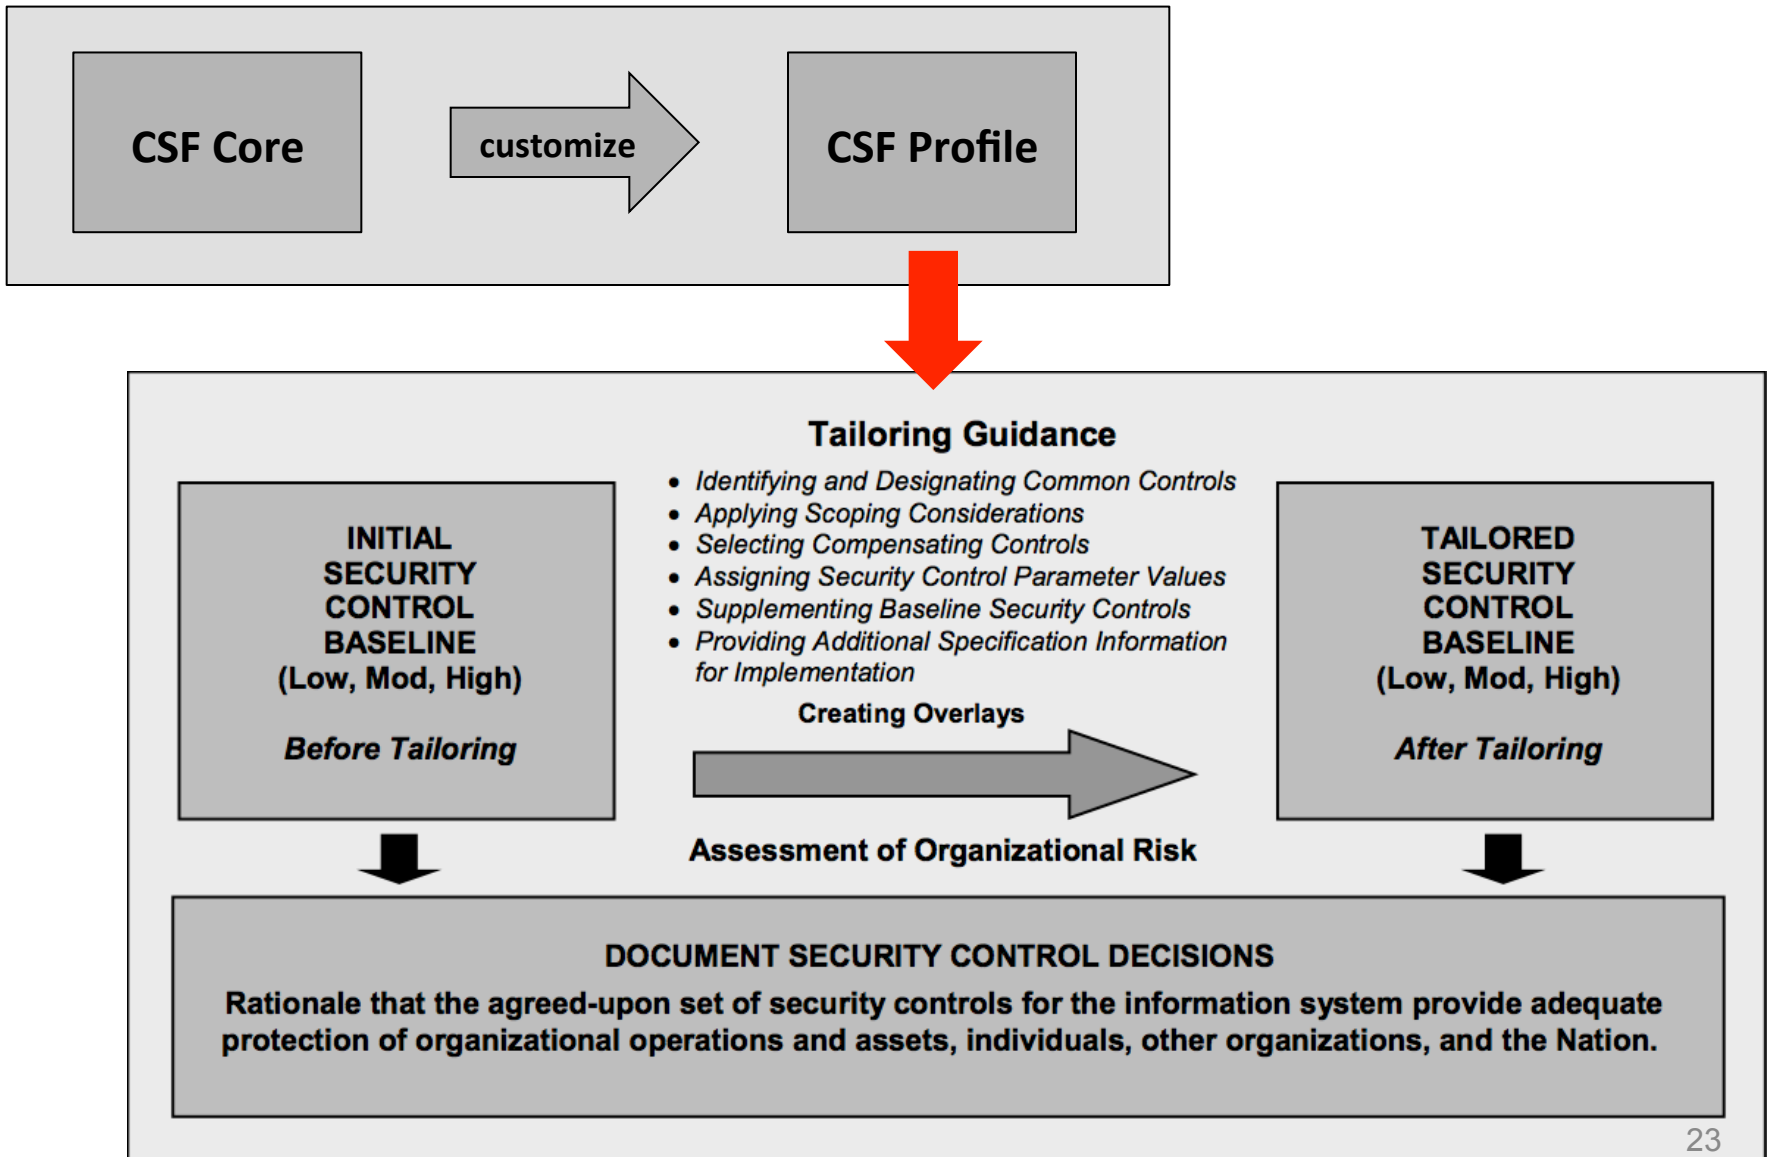 CSF Core
customize
CSF Profile
Tailoring Guidance
• Identifying and Designating Common Controls
• Applying Scoping Considerations
• Selecting Compensating Controls
• Assigning Security Control Parameter Values
• Supplementing Baseline Security Controls
• Providing Additional Specification Information
for Implementation
Creating Overlays
Assessment of Organizational Risk
INITIAL
SECURITY
CONTROL
BASELINE
(Low, Mod, High)
Before Tailoring
TAILORED
SECURITY
CONTROL
BASELINE
(Low, Mod, High)
After Tailoring
DOCUMENT SECURITY CONTROL DECISIONS
Rationale that the agreed-upon set of security controls for the information system provide adequate
protection of organizational operations and assets, individuals, other organizations, and the Nation.
23